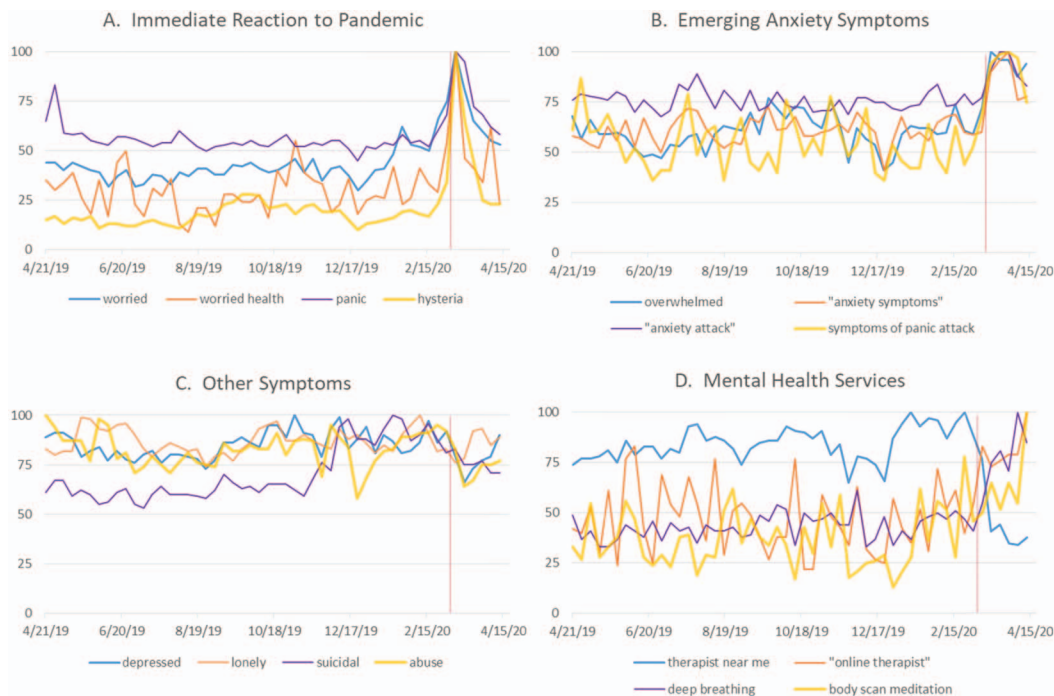 A. Immediate Reaction to Pandemic
100
75
50
25
0
4/21/19 6/20/19 8/19/19 10/18/19 12/17/19 2/15/20 4/15/20
worried worried health panic hysteria
B. Emerging Anxiety Symptoms
100
75
50
25
0
4/21/19 6/20/19 8/19/19 10/18/19 12/17/19 2/15/20 4/15/20
overwhelmed "anxiety symptoms"
"anxiety attack" symptoms of panic attack
C. Other Symptoms
100
75
50
25
0
4/21/19 6/20/19 8/19/19 10/18/19 12/17/19 2/15/20 4/15/20
depressed lonely suicidal abuse
D. Mental Health Services
100
75
50
25
0
4/21/19 6/20/19 8/19/19 10/18/19 12/17/19 2/15/20 4/15/20
therapist near me "online therapist"
deep breathing body scan meditation